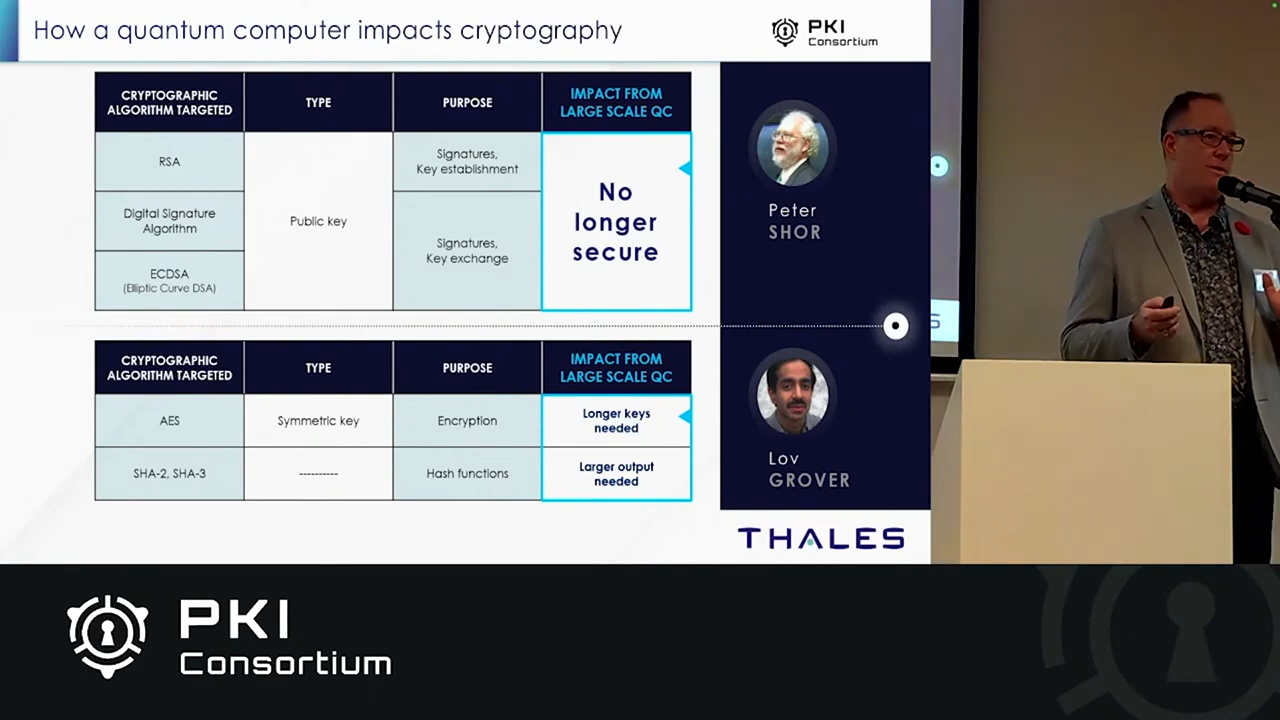 How a quantum computer impacts cryptography
PKI
Consortium
CRYPTOGRAPHIC
ALGORITHM TARGETED
TYPE
PURPOSE
IMPACT FROM
LARGE SCALE QC
RSA
Public key
Signatures,
Key establishment
No
longer
secure
Digital Signature
Algorithm
Signatures,
Key exchange
ECDSA
(Elliptic Curve DSA)
Peter
SHOR
CRYPTOGRAPHIC
ALGORITHM TARGETED
TYPE
PURPOSE
IMPACT FROM
LARGE SCALE QC
AES
Symmetric key
Encryption
Longer keys
needed
SHA-2, SHA-3
----------
Hash functions
Larger output
needed
Lov
GROVER
THALES
S
PKI
Consortium